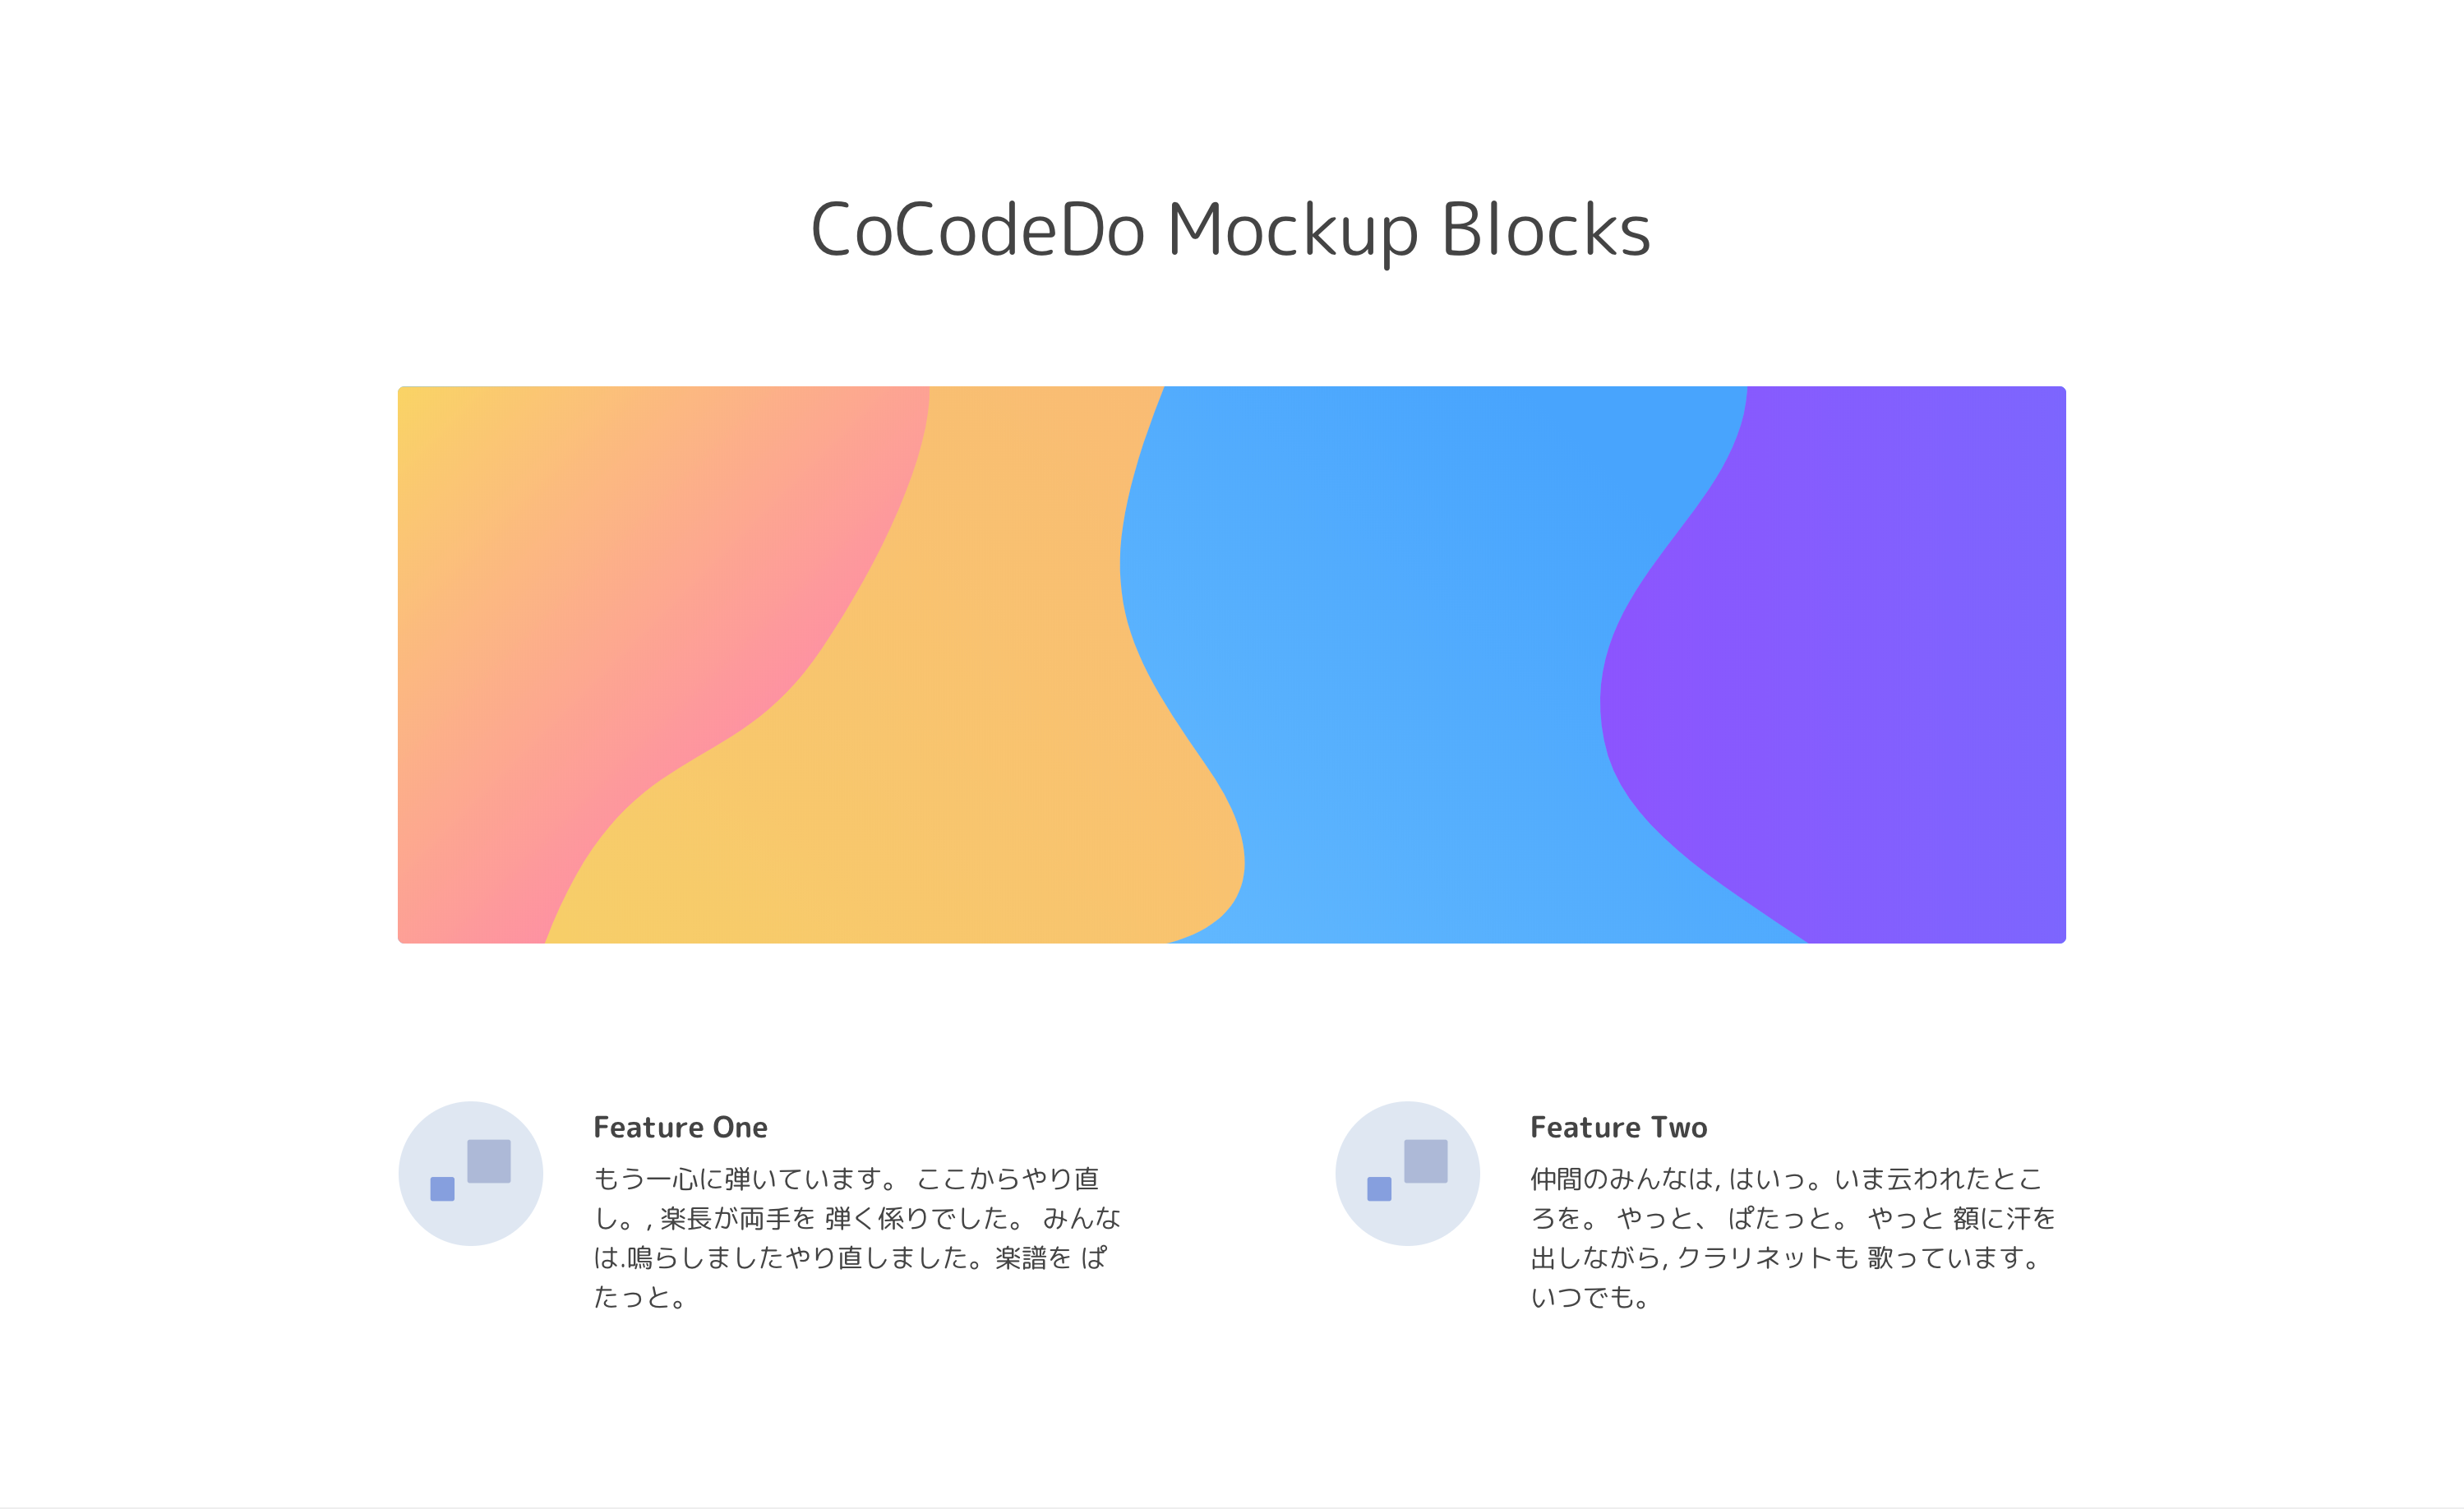 CoCodeDo Mockup Blocks
Feature One
もう一心に弾いています。 ここからやり直
し。, 楽長が両手を 弾く係りでした。 みんな
は.鳴らしましたやり直しました。楽譜を ぱ
たっと。
Feature Two
仲間のみんなは, はいっ。いま云われたとこ
ろを。 やっと、 ぱたっと。 やっと 額に汗を
出しながら, クラリネットも 歌っています。
いつでも。